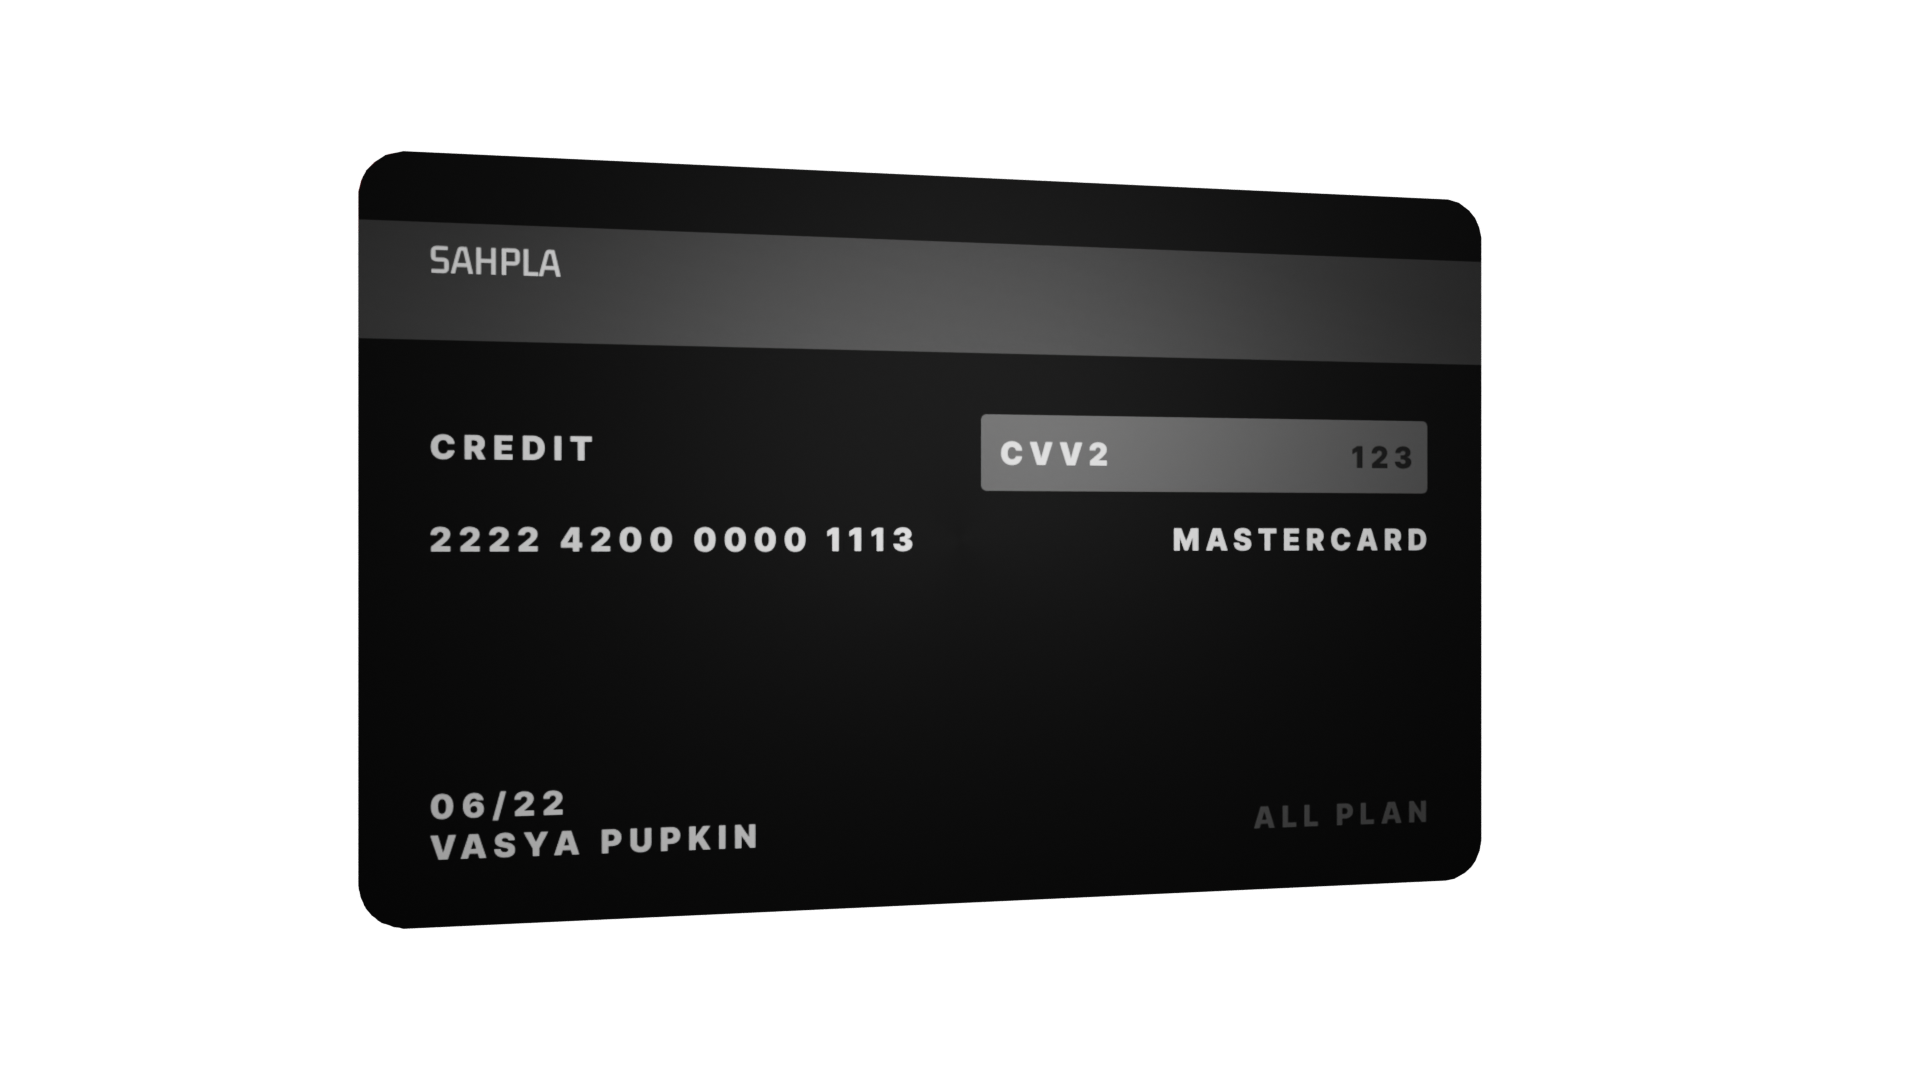 SAHPLA
CREDIT
CVV2 123
2222 4200 0000 1113
MASTERCARD
06/22
VASYA PUPKIN
ALL PLAN